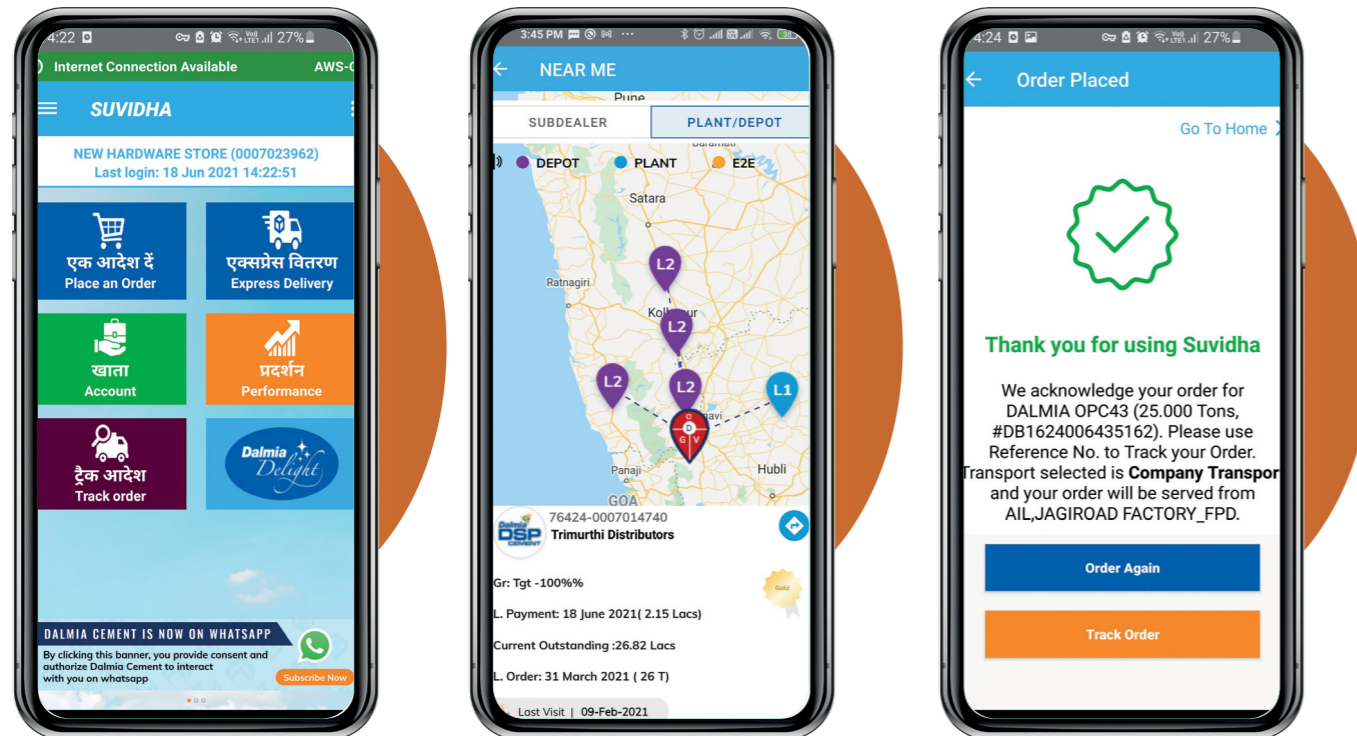 4:22
27%
Internet Connection Available AWS-C
SUVIDHA
NEW HARDWARE STORE (0007023962)
Last login: 18 Jun 2021 14:22:51
एक आदेश दें
Place an Order
एक्सप्रेस वितरण
Express Delivery
खाता
Account
प्रदर्शन
Performance
ट्रैक आदेश
Track order
Dalmia
Delight
DALMIA CEMENT IS NOW ON WHATSAPP
By clicking this banner, you provide consent and
authorize Dalmia Cement to interact
with you on whatsapp
Subscribe Now
3:45 PM
NEAR ME
Pune
SUBDEALER PLANT/DEPOT
DEPOT PLANT E2E
Satara
L2
Ratnagiri
L2
L2
L2
L1
D
G V
Panaji
Hubli
GOA
Dalmia
DSP
CEMENT
76424-0007014740
Trimurthi Distributors
Gr: Tgt -100%%
Gold
L. Payment: 18 June 2021( 2.15 Lacs)
Current Outstanding :26.82 Lacs
L. Order: 31 March 2021 ( 26 T)
Last Visit | 09-Feb-2021
4:24
27%
Order Placed
Go To Home
Thank you for using Suvidha
We acknowledge your order for
DALMIA OPC43 (25.000 Tons,
#DB1624006435162). Please use
Reference No. to Track your Order.
Transport selected is Company Transpor
and your order will be served from
AIL,JAGIROAD FACTORY_FPD.
Order Again
Track Order